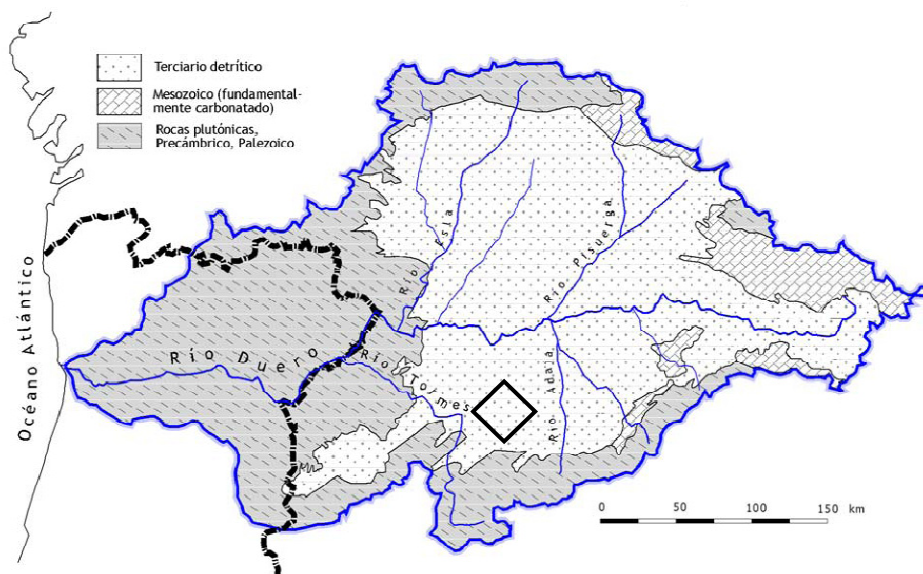 Terciario detrítico
Mesozoico (fundamental-
mente carbonatado)
Rocas plutónicas,
Precámbrico, Palezoico
Océano Atlántico
Río Duero
Río Tormes
Río Esla
Río Pisuerga
Río Adaja
0 50 100 150 km